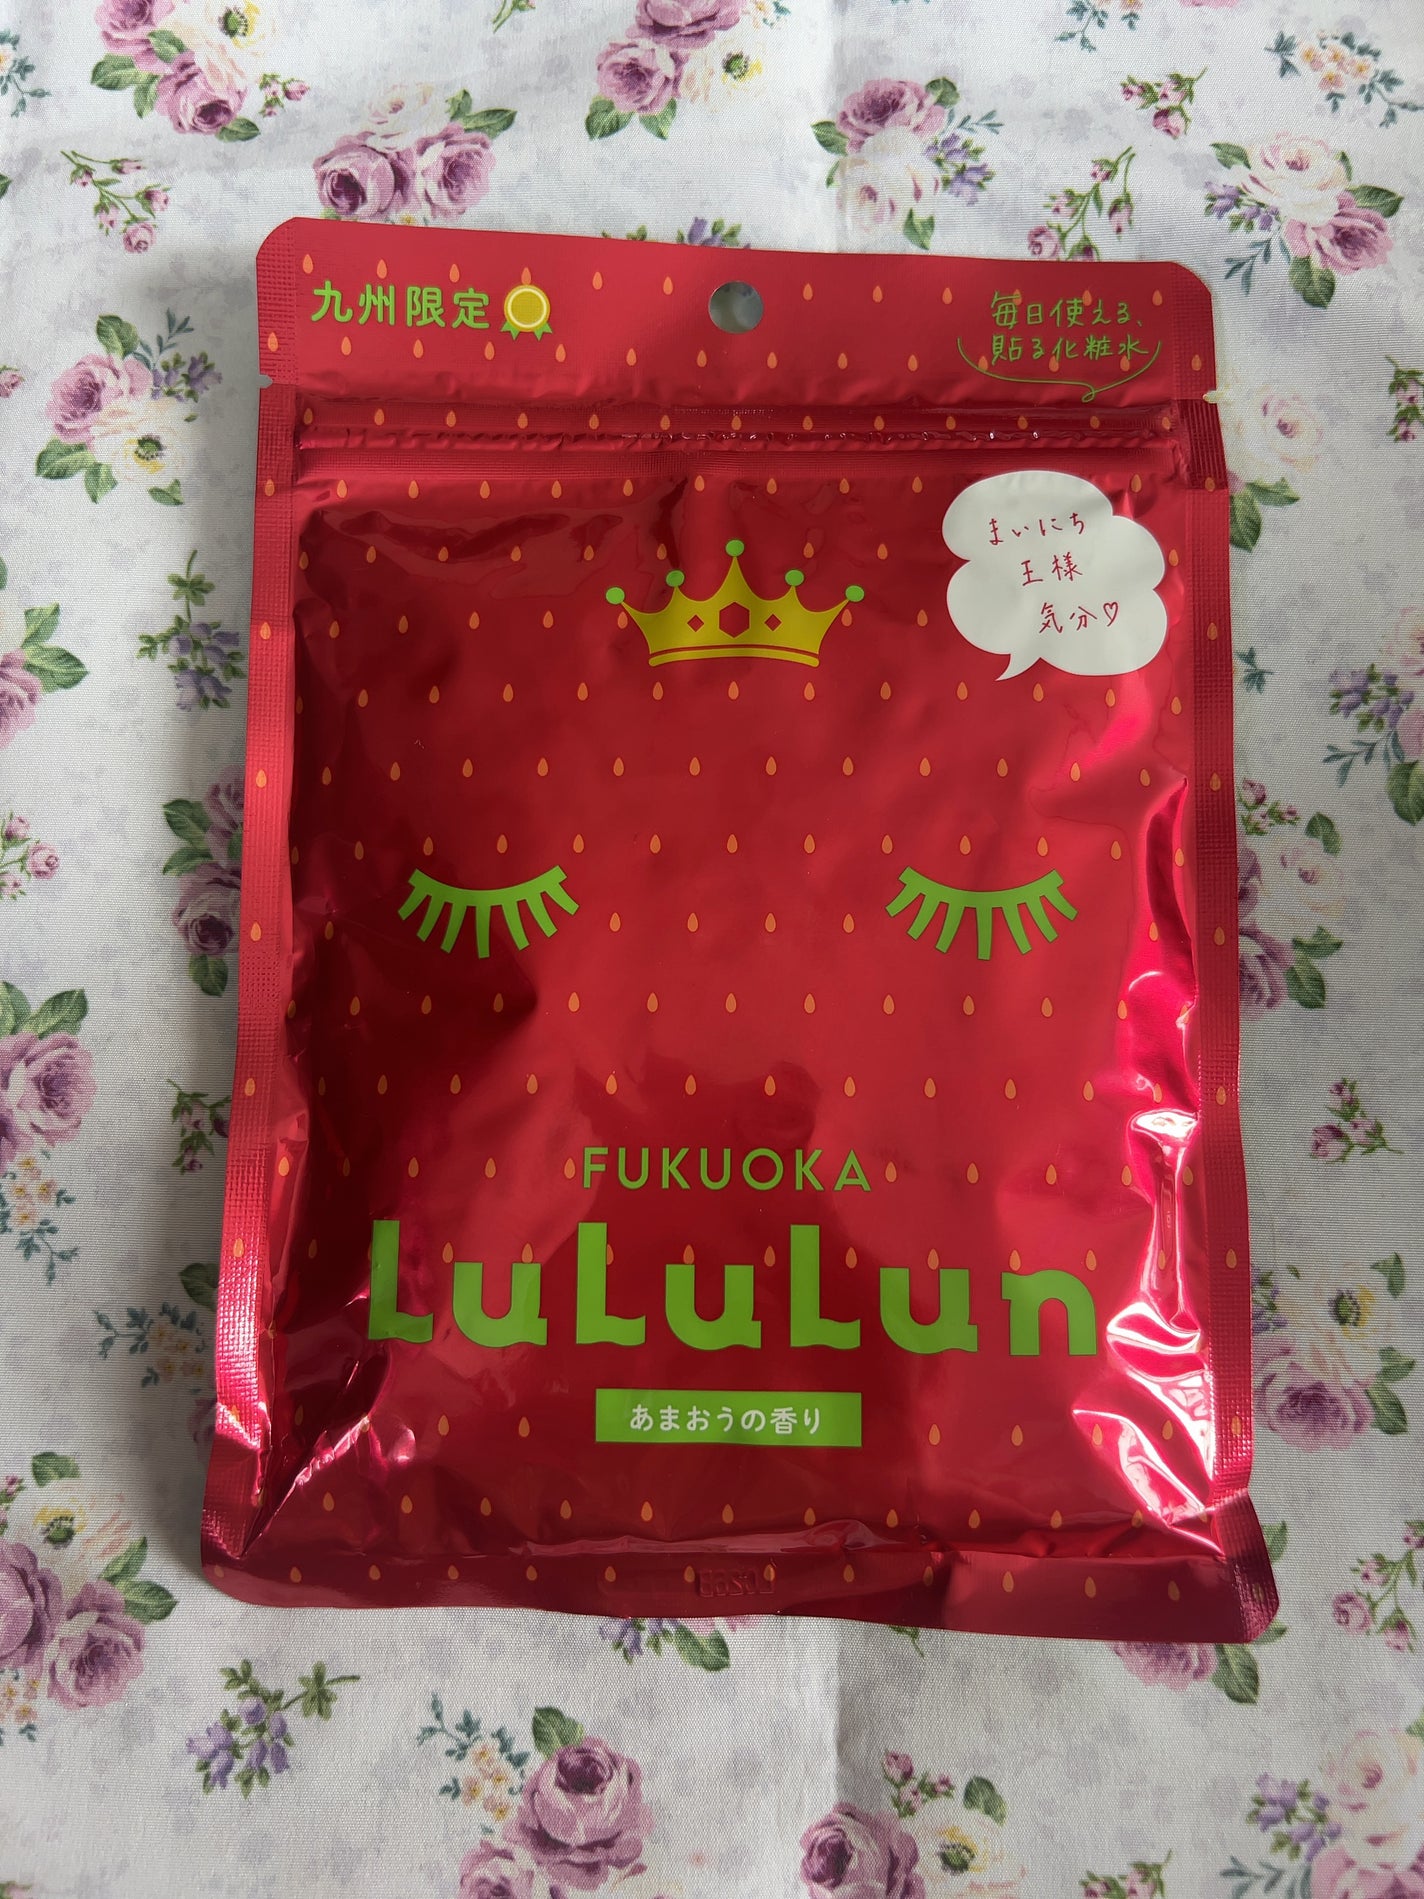 九州限定
毎日使える、
貼る化粧水
まいにち
王様
気分♡
FUKUOKA
LuLuLun
あまおうの香り